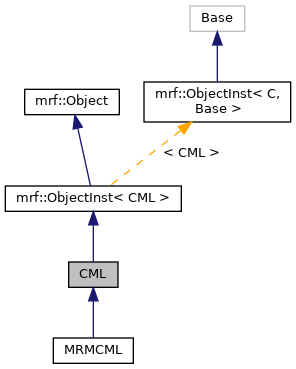 Base
mrf::ObjectInst< C,
Base >
mrf::Object
< CML >
mrf::ObjectInst< CML >
CML
MRMCML